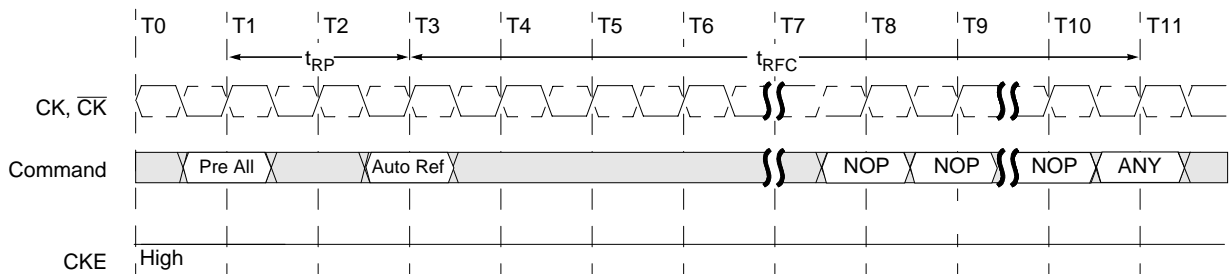 T0 T1 T2 T3 T4 T5 T6 T7 T8 T9 T10 T11
tRP tRFC
CK, CK
Command Pre All Auto Ref NOP NOP NOP ANY
CKE High